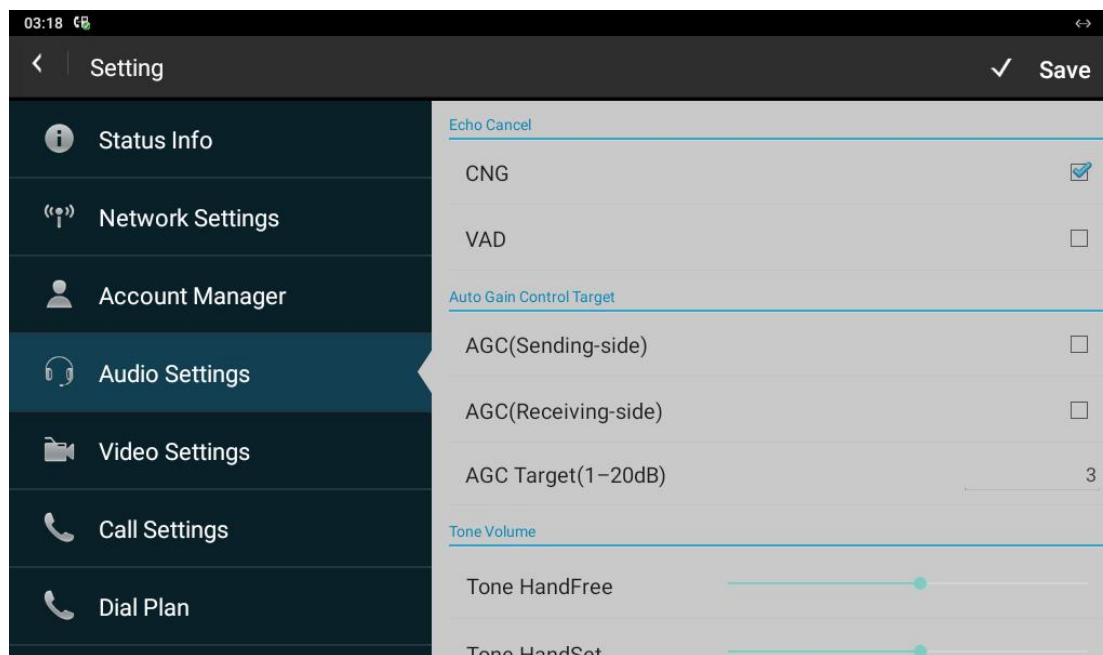 03:18
Setting
Save
Status Info
Network Settings
Account Manager
Audio Settings
Video Settings
Call Settings
Dial Plan
Echo Cancel
CNG
VAD
Auto Gain Control Target
AGC(Sending-side)
AGC(Receiving-side)
AGC Target(1–20dB)
3
Tone Volume
Tone HandFree
Tone HandSet